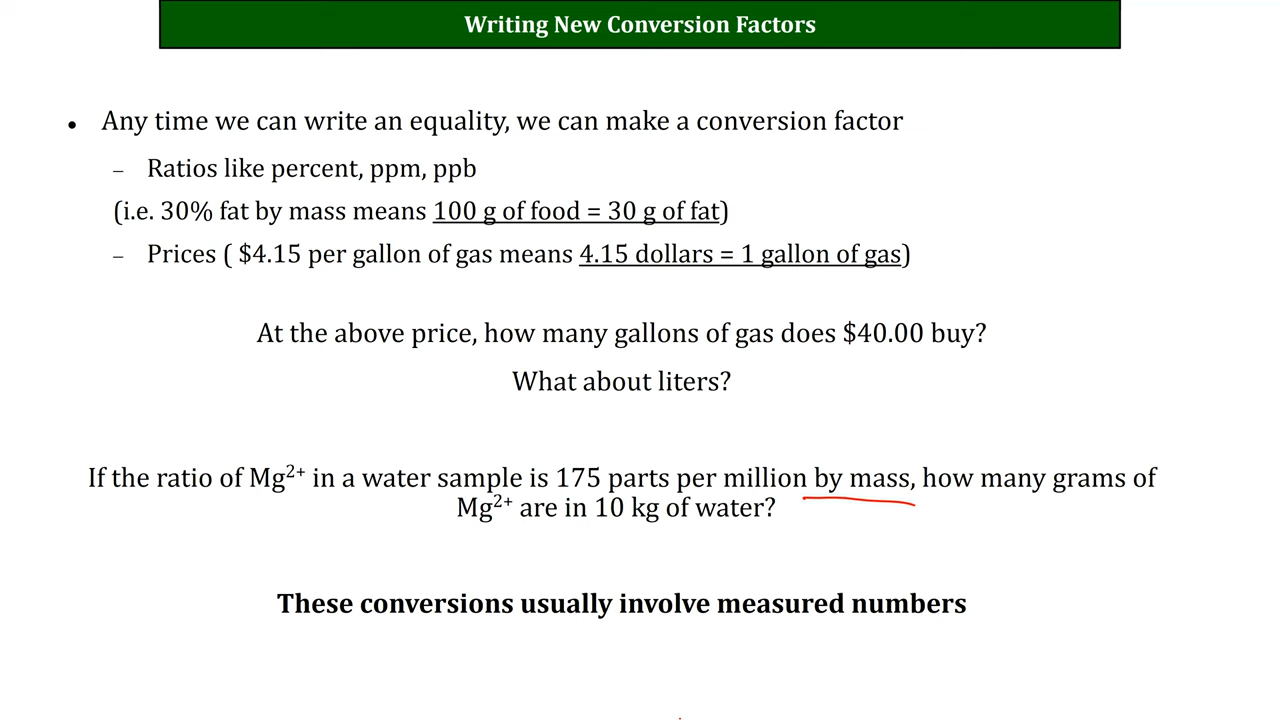 Writing New Conversion Factors
• Any time we can write an equality, we can make a conversion factor
– Ratios like percent, ppm, ppb
(i.e. 30% fat by mass means 100 g of food = 30 g of fat)
– Prices ( $4.15 per gallon of gas means 4.15 dollars = 1 gallon of gas)
At the above price, how many gallons of gas does $40.00 buy?
What about liters?
If the ratio of Mg²⁺ in a water sample is 175 parts per million by mass, how many grams of
Mg²⁺ are in 10 kg of water?
These conversions usually involve measured numbers